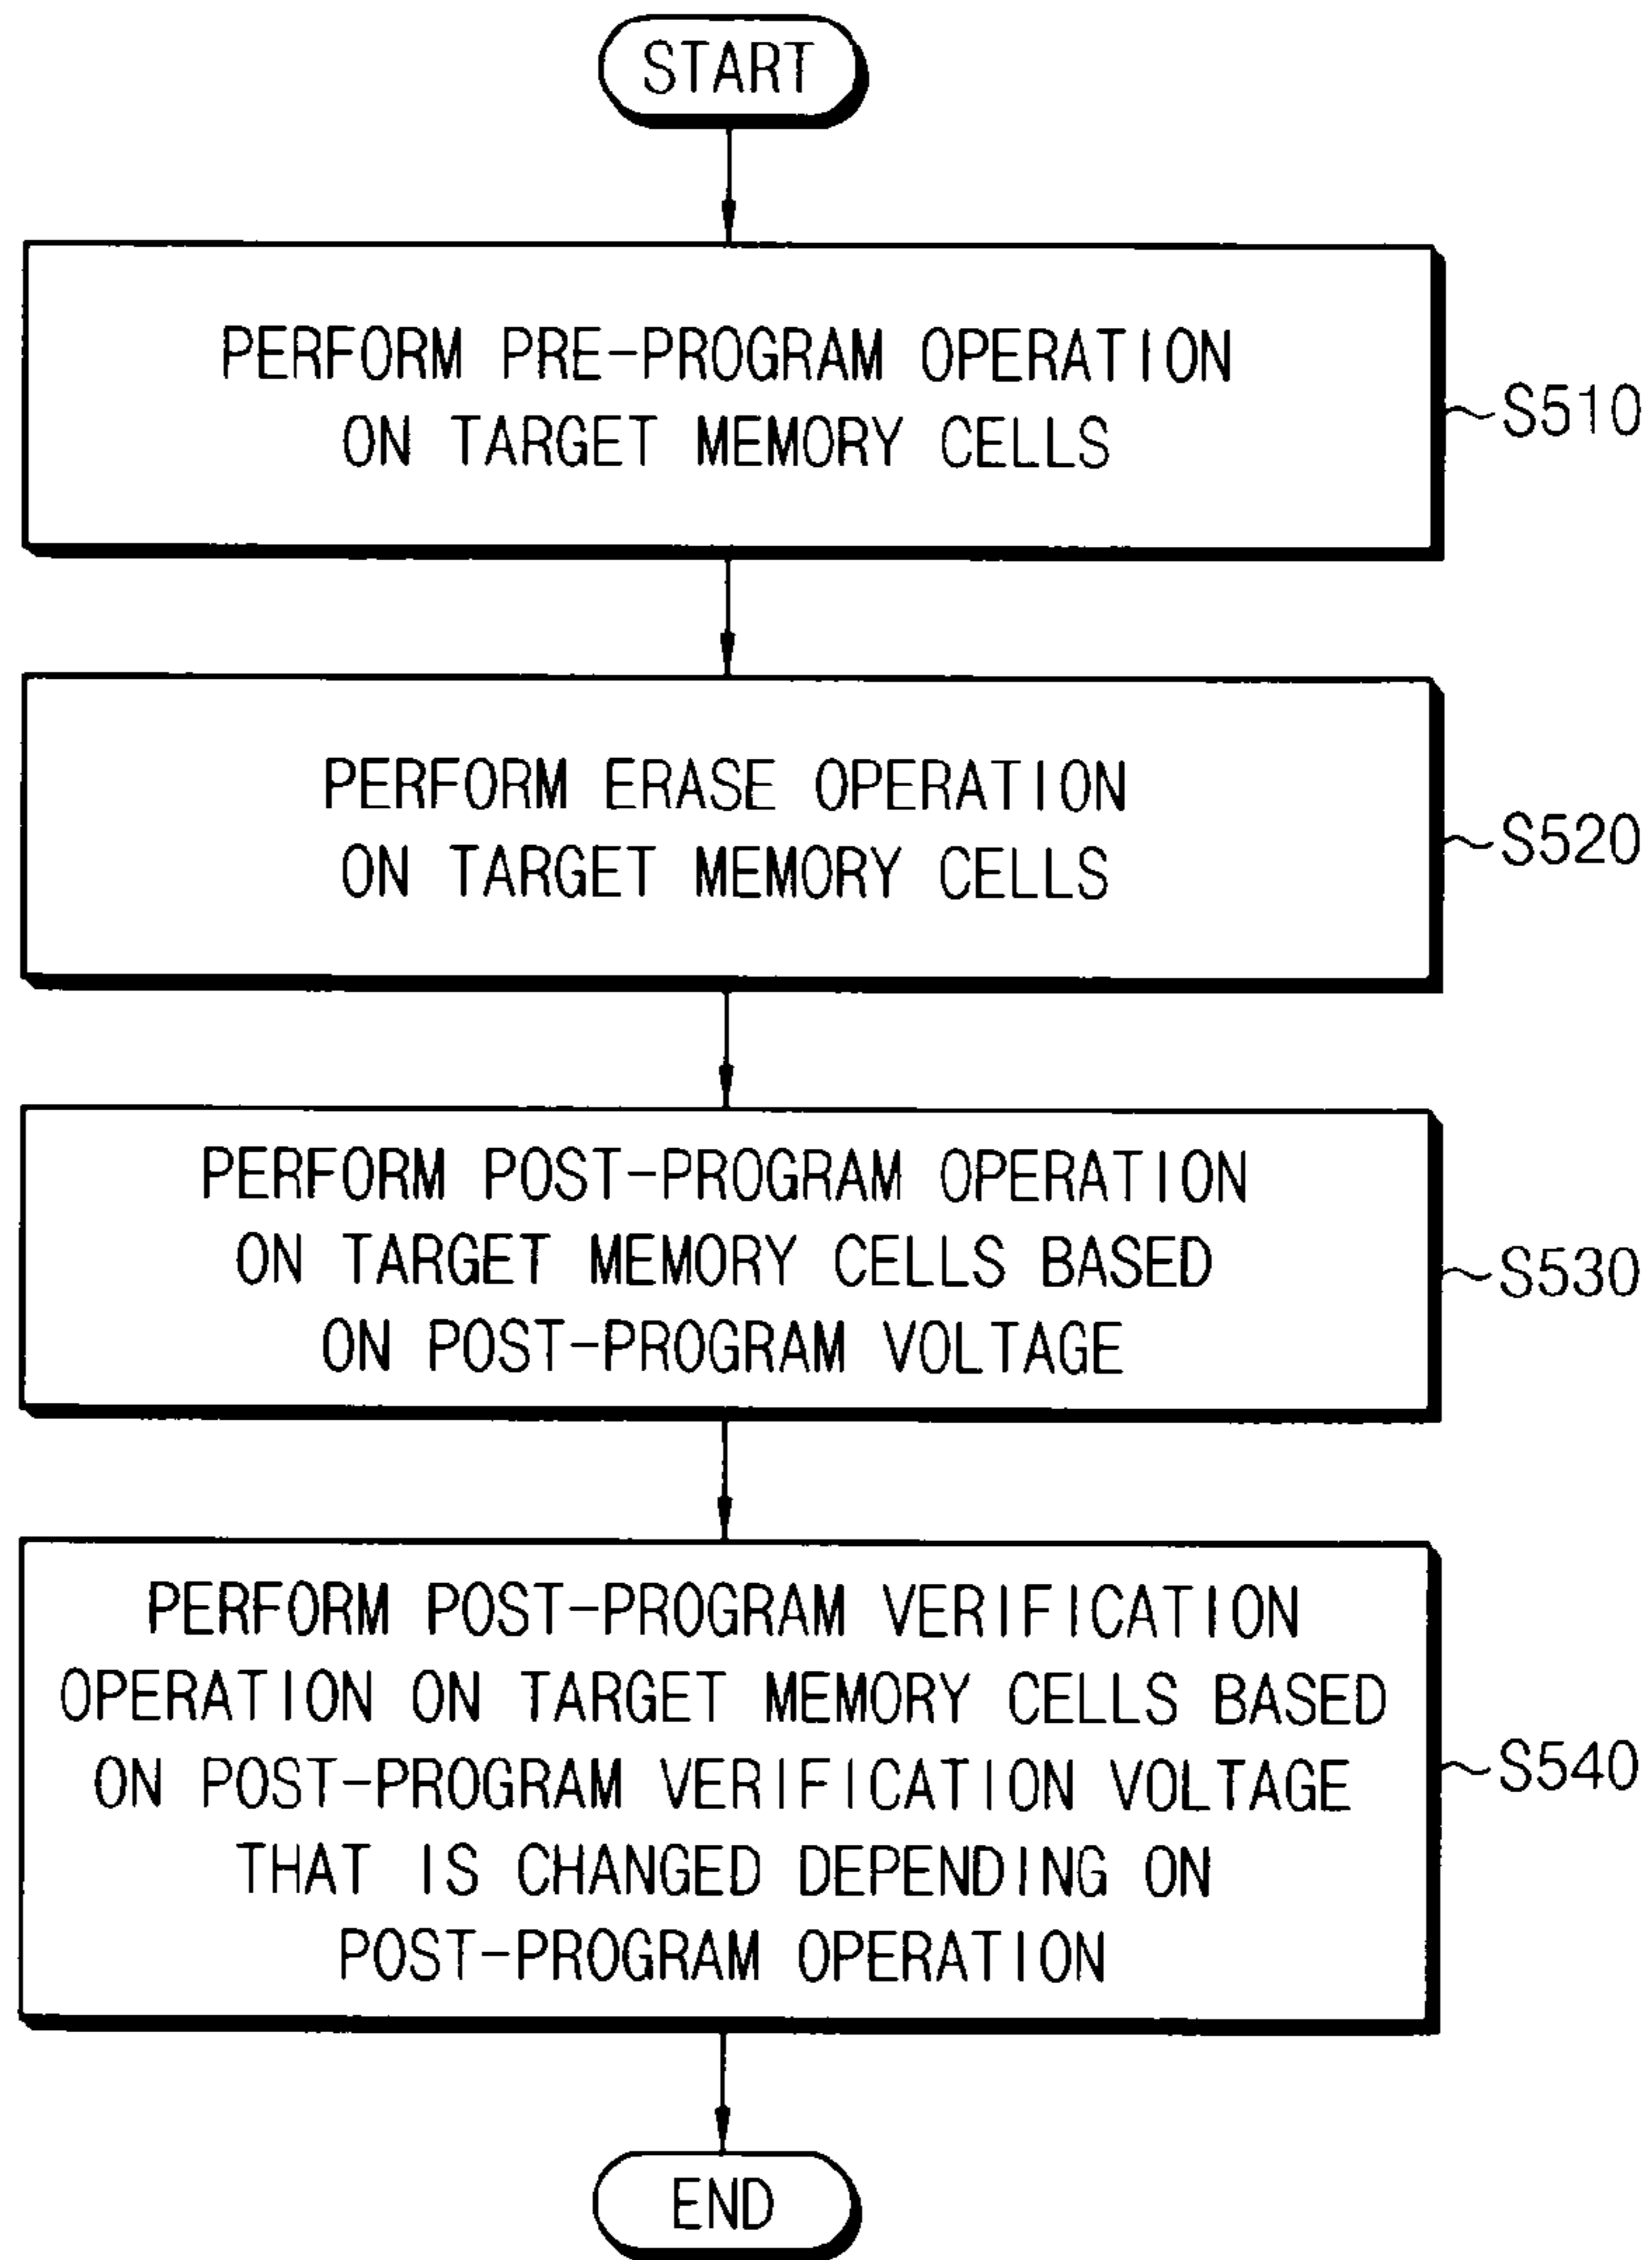 START
PERFORM PRE-PROGRAM OPERATION
ON TARGET MEMORY CELLS
S510
PERFORM ERASE OPERATION
ON TARGET MEMORY CELLS
S520
PERFORM POST-PROGRAM OPERATION
ON TARGET MEMORY CELLS BASED
ON POST-PROGRAM VOLTAGE
S530
PERFORM POST-PROGRAM VERIFICATION
OPERATION ON TARGET MEMORY CELLS BASED
ON POST-PROGRAM VERIFICATION VOLTAGE
THAT IS CHANGED DEPENDING ON
POST-PROGRAM OPERATION
S540
END